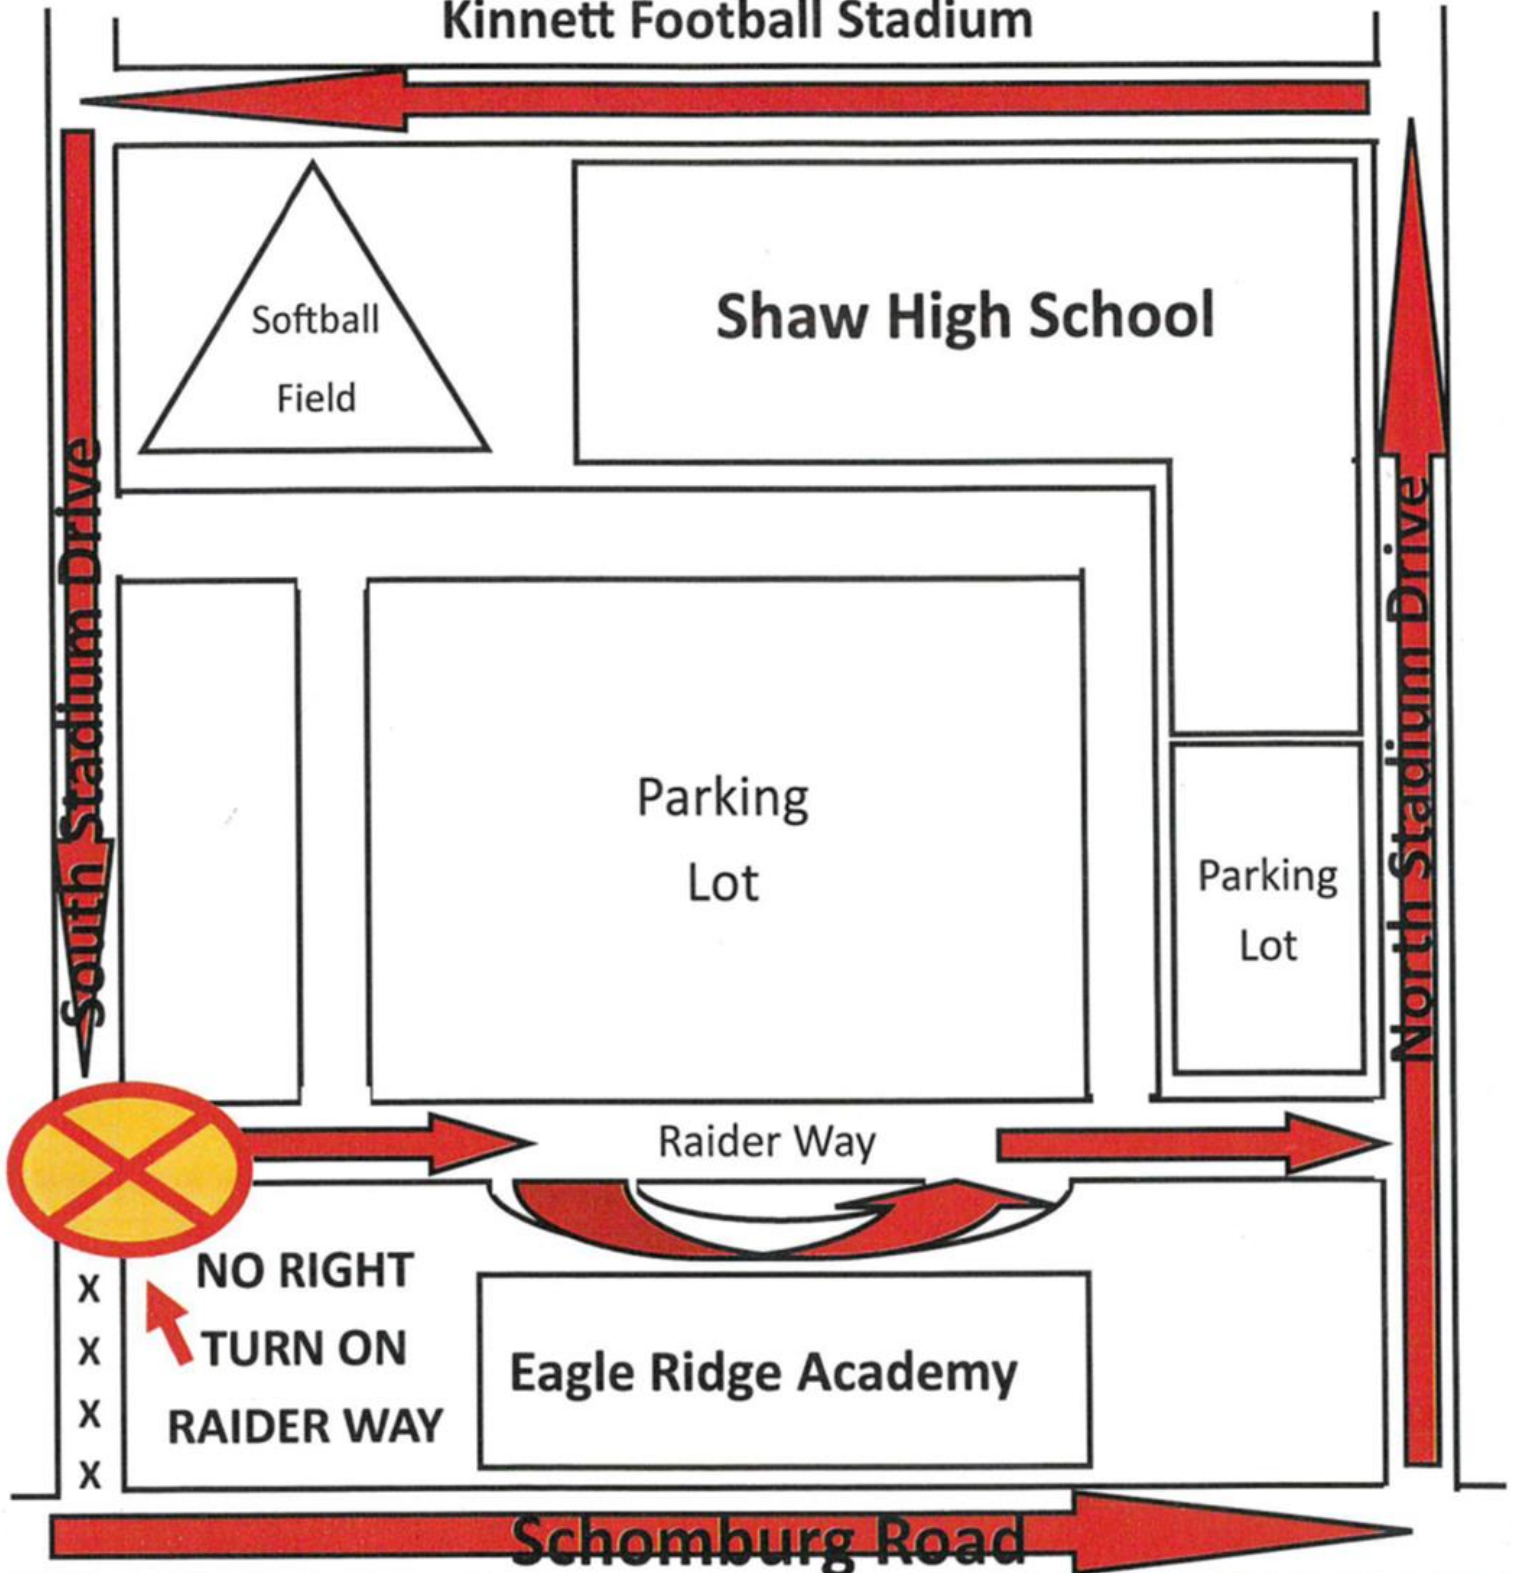 Kinnett Football Stadium
Softball
Field
Shaw High School
South Stadium Drive
North Stadium Drive
Parking
Lot
Parking
Lot
Raider Way
NO RIGHT
TURN ON
RAIDER WAY
X
X
X
X
Eagle Ridge Academy
Schomburg Road